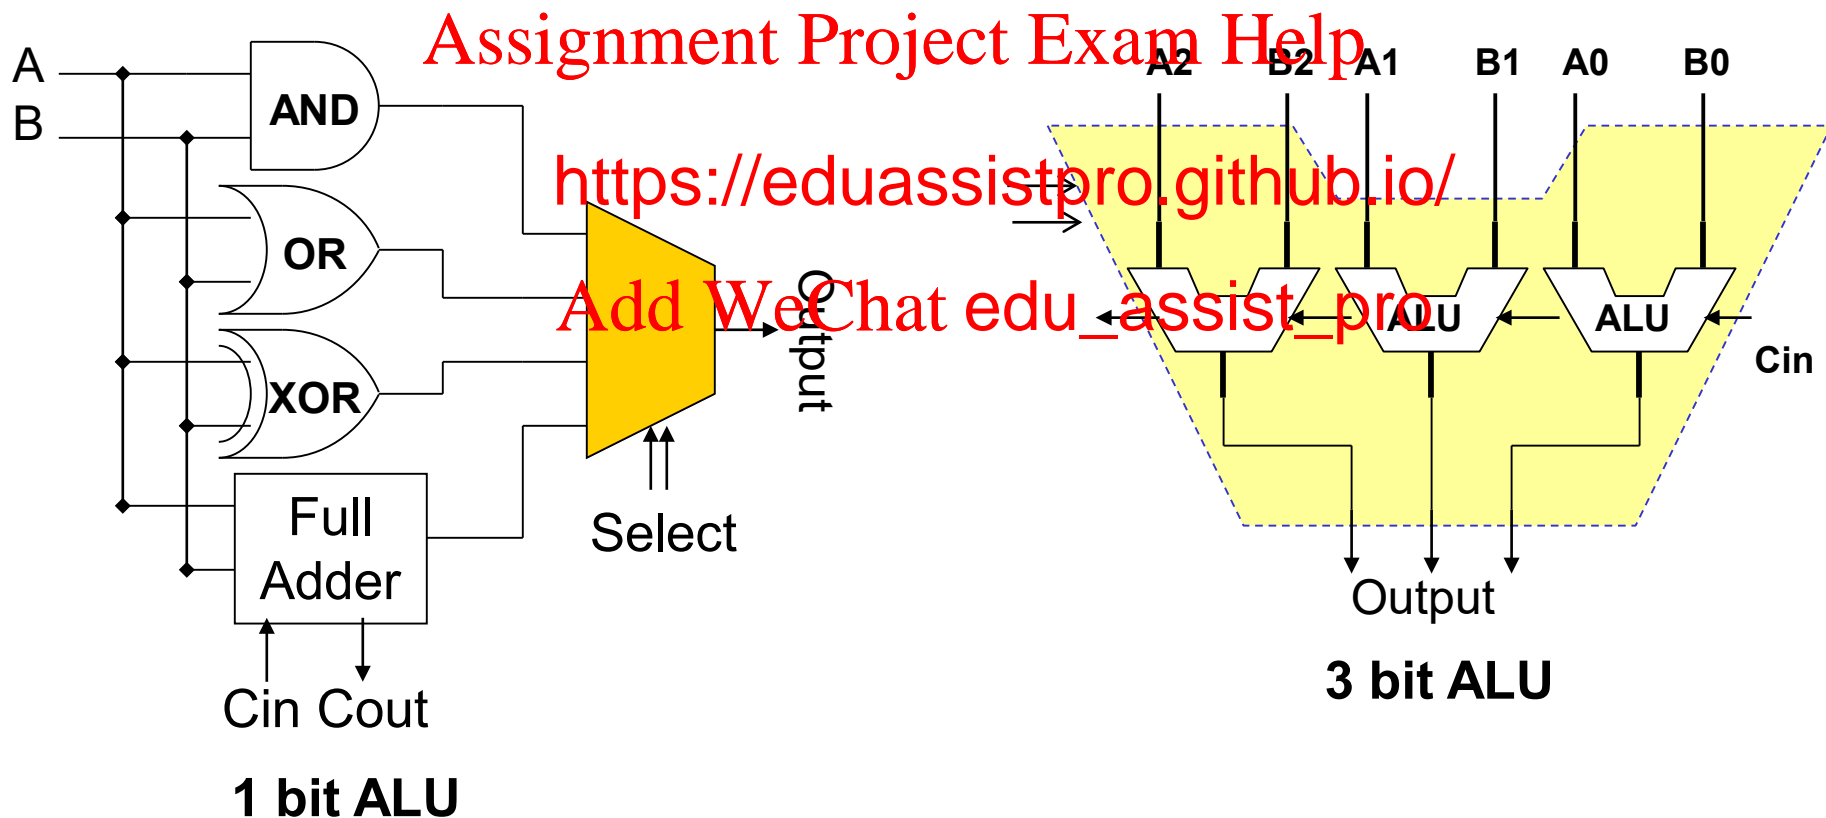 Assignment Project Exam Help
A
B
AND
OR
XOR
Full
Adder
Cin Cout
Select
Output
1 bit ALU
https://eduassistpro.github.io/
Add WeChat edu_assist_pro
A2 B2 A1 B1 A0 B0
ALU ALU
Cin
Output
3 bit ALU